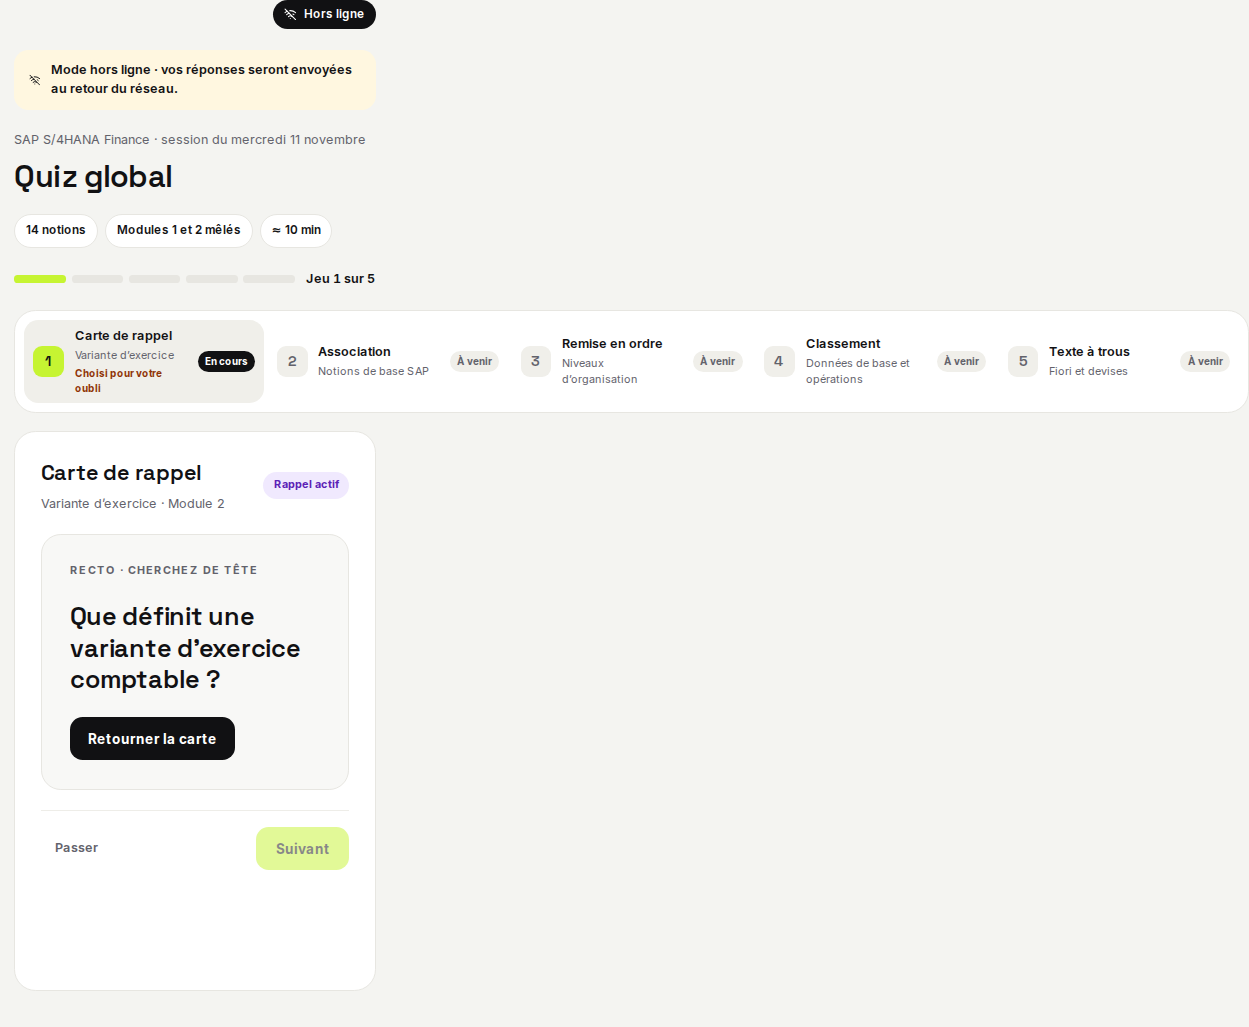 Hors ligne
Mode hors ligne · vos réponses seront envoyées
au retour du réseau.
SAP S/4HANA Finance · session du mercredi 11 novembre
Quiz global
14 notions
Modules 1 et 2 mêlés
≈ 10 min
Jeu 1 sur 5
1
Carte de rappel
Variante d’exercice
Choisi pour votre
oubli
En cours
2
Association
Notions de base SAP
À venir
3
Remise en ordre
Niveaux
d’organisation
À venir
4
Classement
Données de base et
opérations
À venir
5
Texte à trous
Fiori et devises
À venir
Carte de rappel
Variante d’exercice · Module 2
Rappel actif
RECTO · CHERCHEZ DE TÊTE
Que définit une
variante d’exercice
comptable ?
Retourner la carte
Passer
Suivant